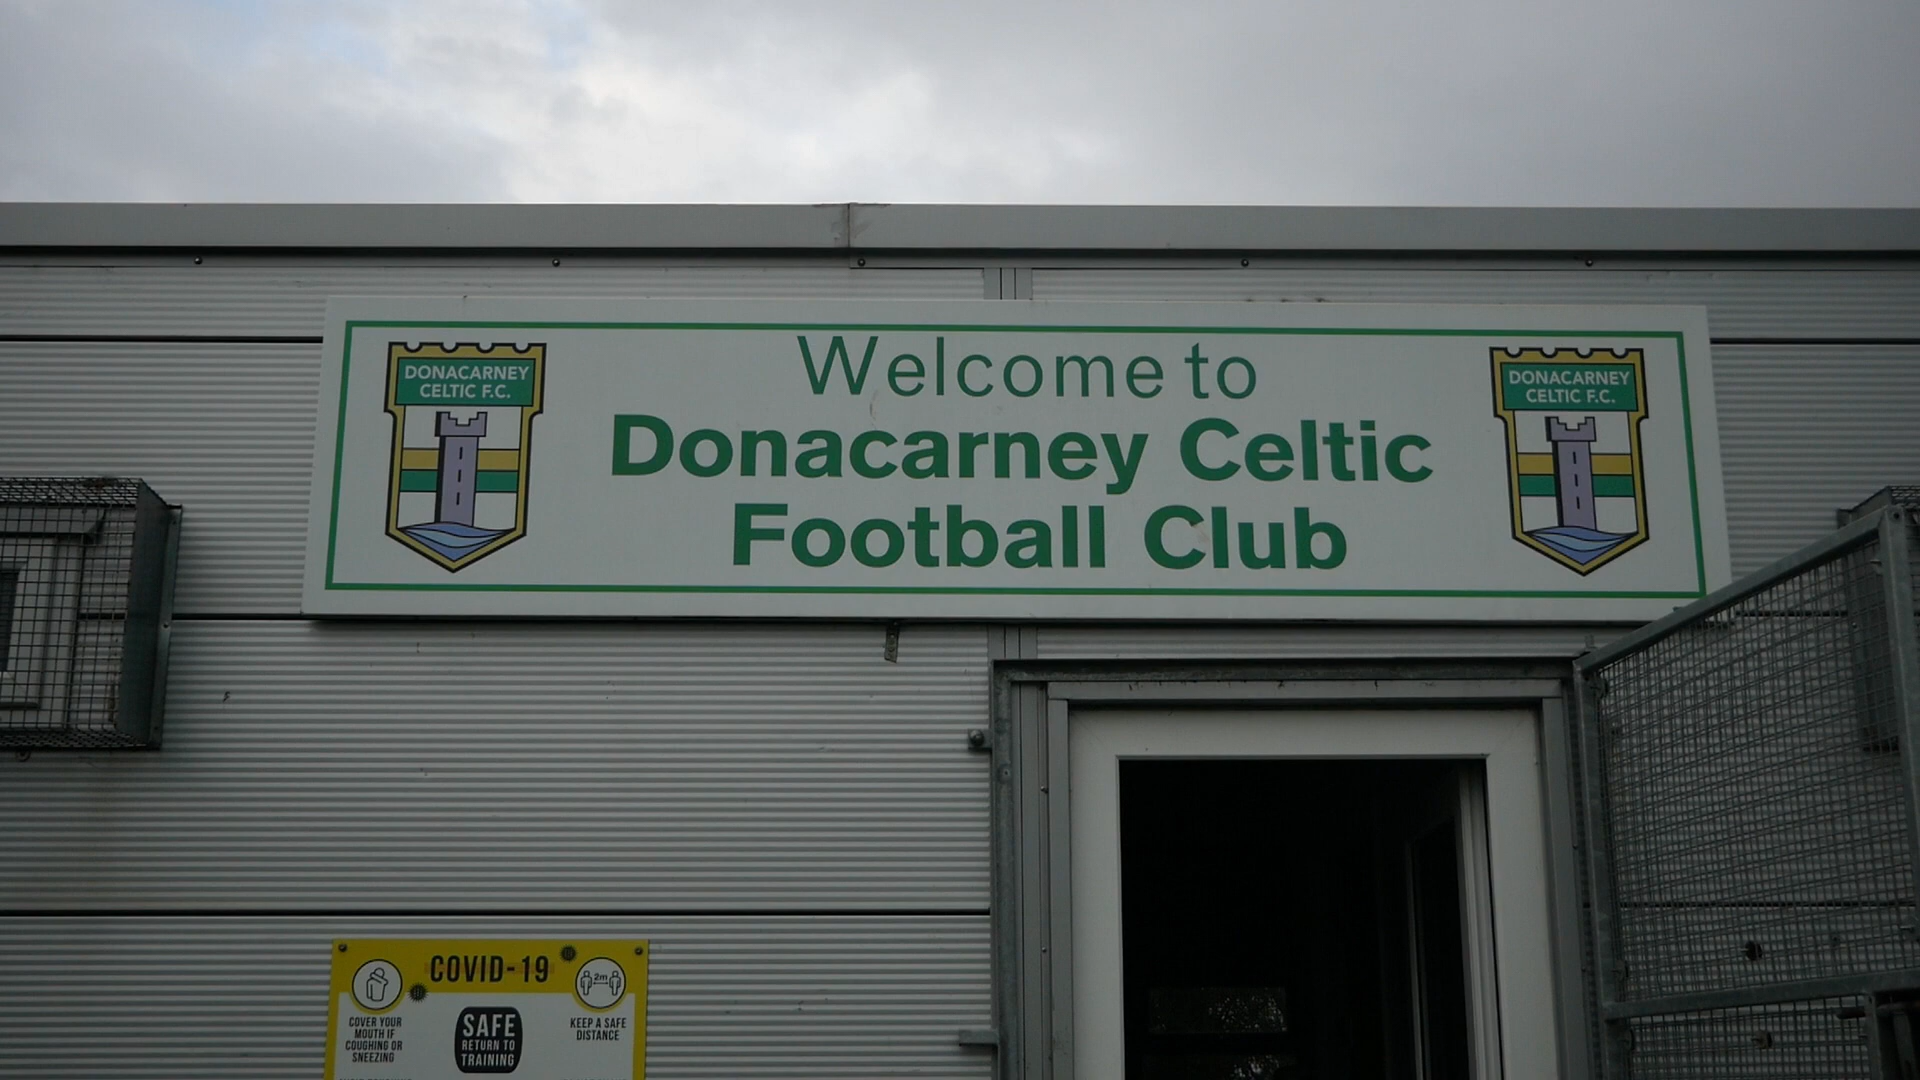 Welcome to
Donacarney Celtic
Football Club
DONACARNEY
CELTIC F.C.
DONACARNEY
CELTIC F.C.
COVID-19
COVER YOUR
MOUTH IF
COUGHING OR
SNEEZING
SAFE
RETURN TO
TRAINING
2m
KEEP A SAFE
DISTANCE